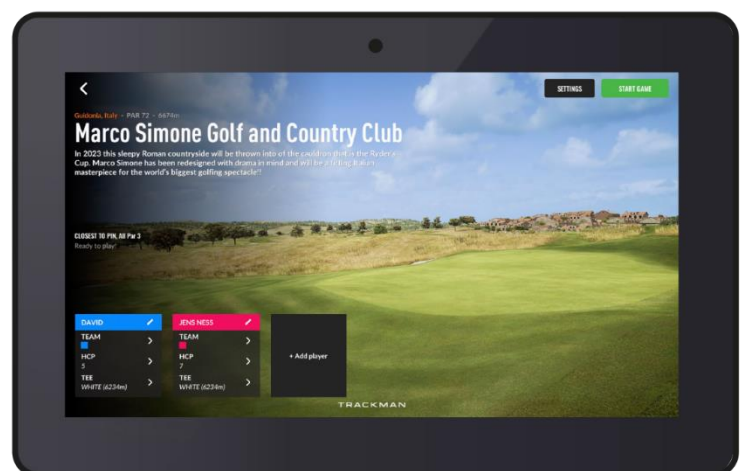 SETTINGS
START GAME
Guidonia, Italy - PAR 72 - 6674m
Marco Simone Golf and Country Club
In 2023 this sleepy Roman countryside will be thrown into of the cauldron that is the Ryder
Cup. Marco Simone has been redesigned with drama in mind and will be a fitting Italian
masterpiece for the world's biggest golfing spectacle!!
CLOSEST TO PIN, All Par 3
Ready to play!
DAVID
JENS NESS
TEAM
TEAM
HCP
5
HCP
7
TEE
WHITE (6234m)
TEE
WHITE (6234m)
+ Add player
TRACKMAN